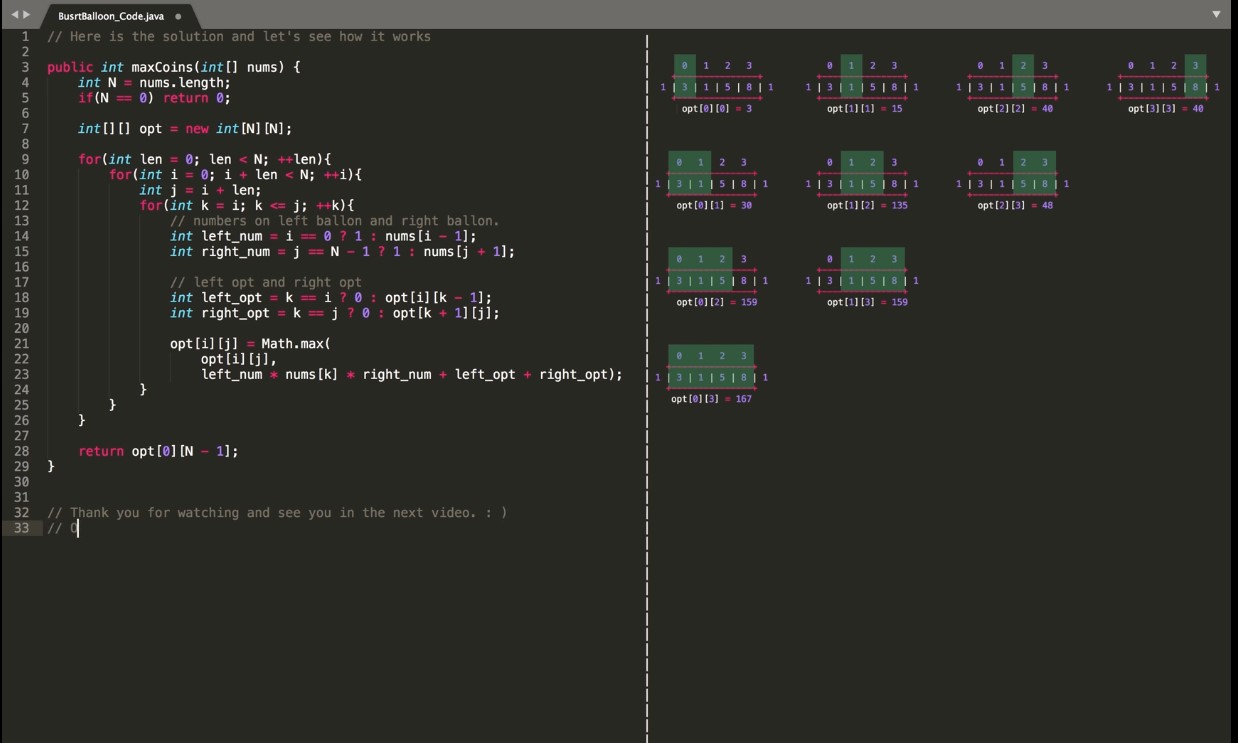 BusrtBalloon_Code.java
1 // Here is the solution and let's see how it works
2
3 public int maxCoins(int[] nums) {
4 int N = nums.length;
5 if(N == 0) return 0;
6
7 int[][] opt = new int[N][N];
8
9 for(int len = 0; len < N; ++len){
10 for(int i = 0; i + len < N; ++i){
11 int j = i + len;
12 for(int k = i; k <= j; ++k){
13 // numbers on left ballon and right ballon.
14 int left_num = i == 0 ? 1 : nums[i - 1];
15 int right_num = j == N - 1 ? 1 : nums[j + 1];
16
17 // left opt and right opt
18 int left_opt = k == i ? 0 : opt[i][k - 1];
19 int right_opt = k == j ? 0 : opt[k + 1][j];
20
21 opt[i][j] = Math.max(
22 opt[i][j],
23 left_num * nums[k] * right_num + left_opt + right_opt);
24 }
25 }
26 }
27
28 return opt[0][N - 1];
29 }
30
31
32 // Thank you for watching and see you in the next video. : )
33 // O
0 1 2 3
1 | 3 | 1 | 5 | 8 | 1
opt[0][0] = 3
0 1 2 3
1 | 3 | 1 | 5 | 8 | 1
opt[1][1] = 15
0 1 2 3
1 | 3 | 1 | 5 | 8 | 1
opt[2][2] = 40
0 1 2 3
1 | 3 | 1 | 5 | 8 | 1
opt[3][3] = 40
0 1 2 3
1 | 3 | 1 | 5 | 8 | 1
opt[0][1] = 30
0 1 2 3
1 | 3 | 1 | 5 | 8 | 1
opt[1][2] = 135
0 1 2 3
1 | 3 | 1 | 5 | 8 | 1
opt[2][3] = 48
0 1 2 3
1 | 3 | 1 | 5 | 8 | 1
opt[0][2] = 159
0 1 2 3
1 | 3 | 1 | 5 | 8 | 1
opt[1][3] = 159
0 1 2 3
1 | 3 | 1 | 5 | 8 | 1
opt[0][3] = 167